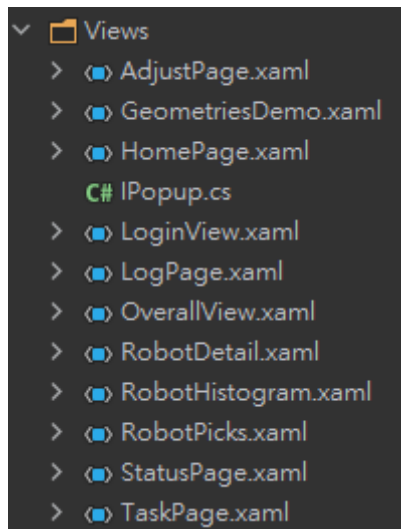 Views
AdjustPage.xaml
GeometriesDemo.xaml
HomePage.xaml
C# IPopup.cs
LoginView.xaml
LogPage.xaml
OverallView.xaml
RobotDetail.xaml
RobotHistogram.xaml
RobotPicks.xaml
StatusPage.xaml
TaskPage.xaml